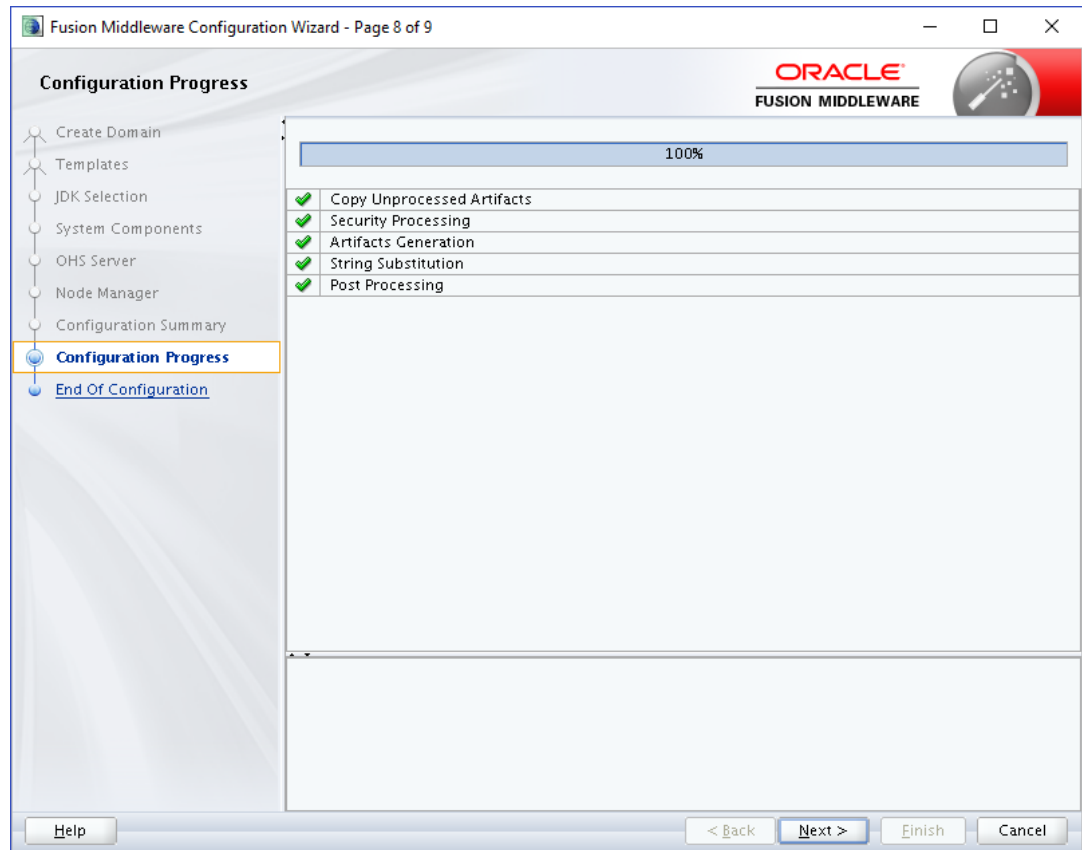 Fusion Middleware Configuration Wizard - Page 8 of 9
Configuration Progress
ORACLE®
FUSION MIDDLEWARE
Create Domain
Templates
JDK Selection
System Components
OHS Server
Node Manager
Configuration Summary
Configuration Progress
End Of Configuration
100%
Copy Unprocessed Artifacts
Security Processing
Artifacts Generation
String Substitution
Post Processing
Help
< Back
Next >
Finish
Cancel